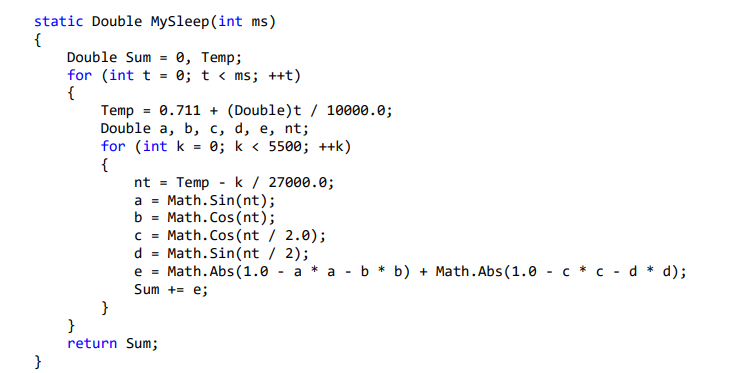 static Double MySleep(int ms)
{
    Double Sum = 0, Temp;
    for (int t = 0; t < ms; ++t)
    {
        Temp = 0.711 + (Double)t / 10000.0;
        Double a, b, c, d, e, nt;
        for (int k = 0; k < 5500; ++k)
        {
            nt = Temp - k / 27000.0;
            a = Math.Sin(nt);
            b = Math.Cos(nt);
            c = Math.Cos(nt / 2.0);
            d = Math.Sin(nt / 2);
            e = Math.Abs(1.0 - a * a - b * b) + Math.Abs(1.0 - c * c - d * d);
            Sum += e;
        }
    }
    return Sum;
}